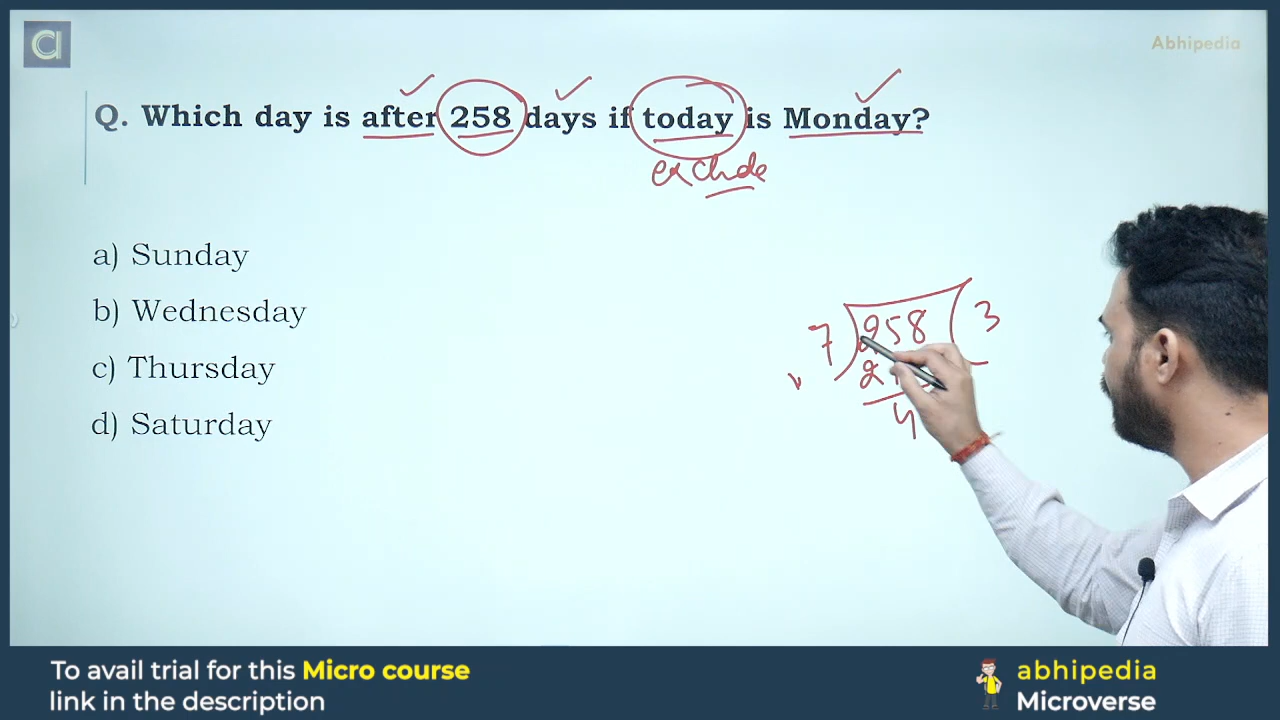 Abhipedia
Q. Which day is after 258 days if today is Monday?
exclude
a) Sunday
b) Wednesday
c) Thursday
d) Saturday
7 258 3
2
4
To avail trial for this Micro course
link in the description
abhipedia
Microverse